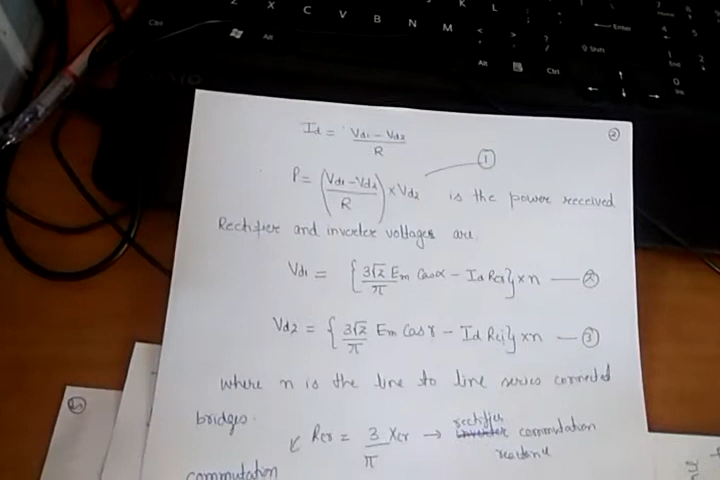 ②
Id = Vd1 - Vd2 / R
P = (Vd1 - Vd2 / R) × Vd2 ① is the power received
Rectifier and inverter voltages are.
Vd1 = { 3√2/π Em Cosα - Id Rcr } × n — ②
Vd2 = { 3√2/π Em Cos γ - Id Rci } × n — ③
where n is the line to line series connected
bridges.
Rcr = 3/π Xcr → rectifier commutation
reactance
commutation